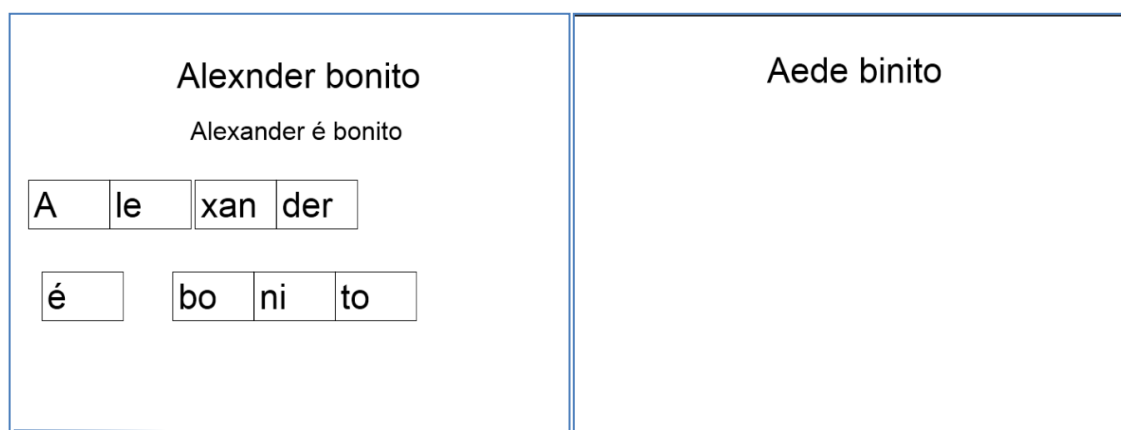 Alexnder bonito
Alexander é bonito
A le xan der
é bo ni to
Aede binito